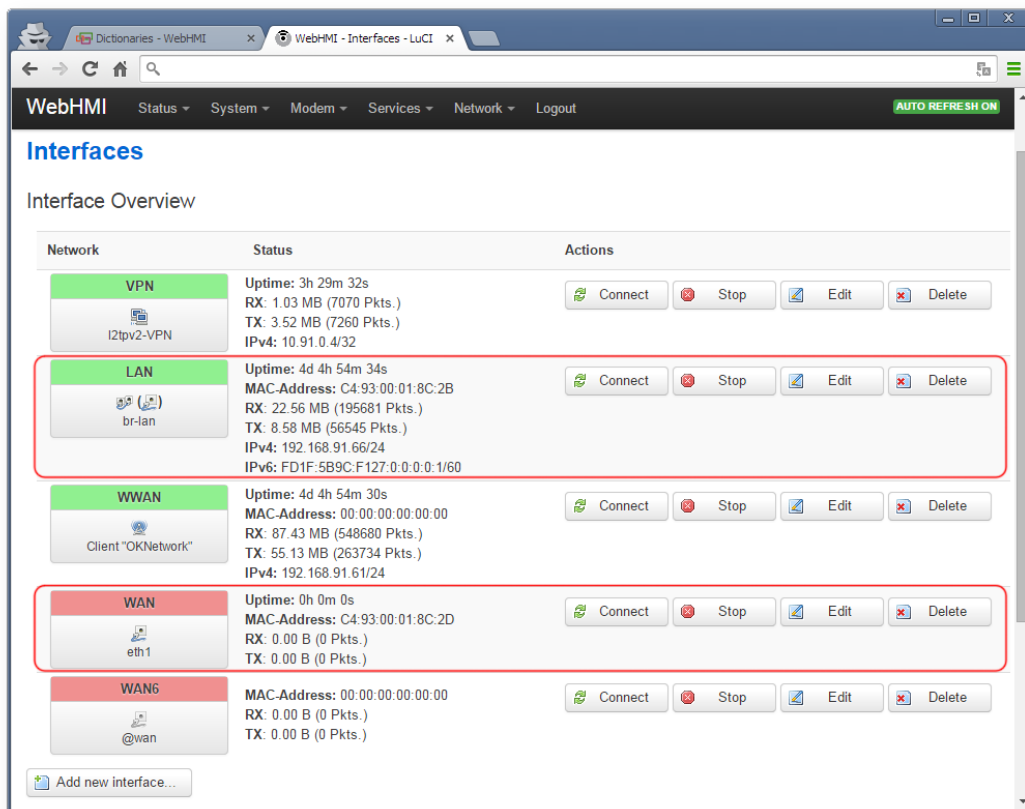 Dictionaries - WebHMI
WebHMI - Interfaces - LuCI
WebHMI Status System Modem Services Network Logout AUTO REFRESH ON
Interfaces
Interface Overview
Network Status Actions
VPN
l2tpv2-VPN
Uptime: 3h 29m 32s
RX: 1.03 MB (7070 Pkts.)
TX: 3.52 MB (7260 Pkts.)
IPv4: 10.91.0.4/32
Connect Stop Edit Delete
LAN
br-lan
Uptime: 4d 4h 54m 34s
MAC-Address: C4:93:00:01:8C:2B
RX: 22.56 MB (195681 Pkts.)
TX: 8.58 MB (56545 Pkts.)
IPv4: 192.168.91.66/24
IPv6: FD1F:5B9C:F127:0:0:0:0:1/60
Connect Stop Edit Delete
WWAN
Client "OKNetwork"
Uptime: 4d 4h 54m 30s
MAC-Address: 00:00:00:00:00:00
RX: 87.43 MB (548680 Pkts.)
TX: 55.13 MB (263734 Pkts.)
IPv4: 192.168.91.61/24
Connect Stop Edit Delete
WAN
eth1
Uptime: 0h 0m 0s
MAC-Address: C4:93:00:01:8C:2D
RX: 0.00 B (0 Pkts.)
TX: 0.00 B (0 Pkts.)
Connect Stop Edit Delete
WAN6
@wan
MAC-Address: 00:00:00:00:00:00
RX: 0.00 B (0 Pkts.)
TX: 0.00 B (0 Pkts.)
Connect Stop Edit Delete
Add new interface...